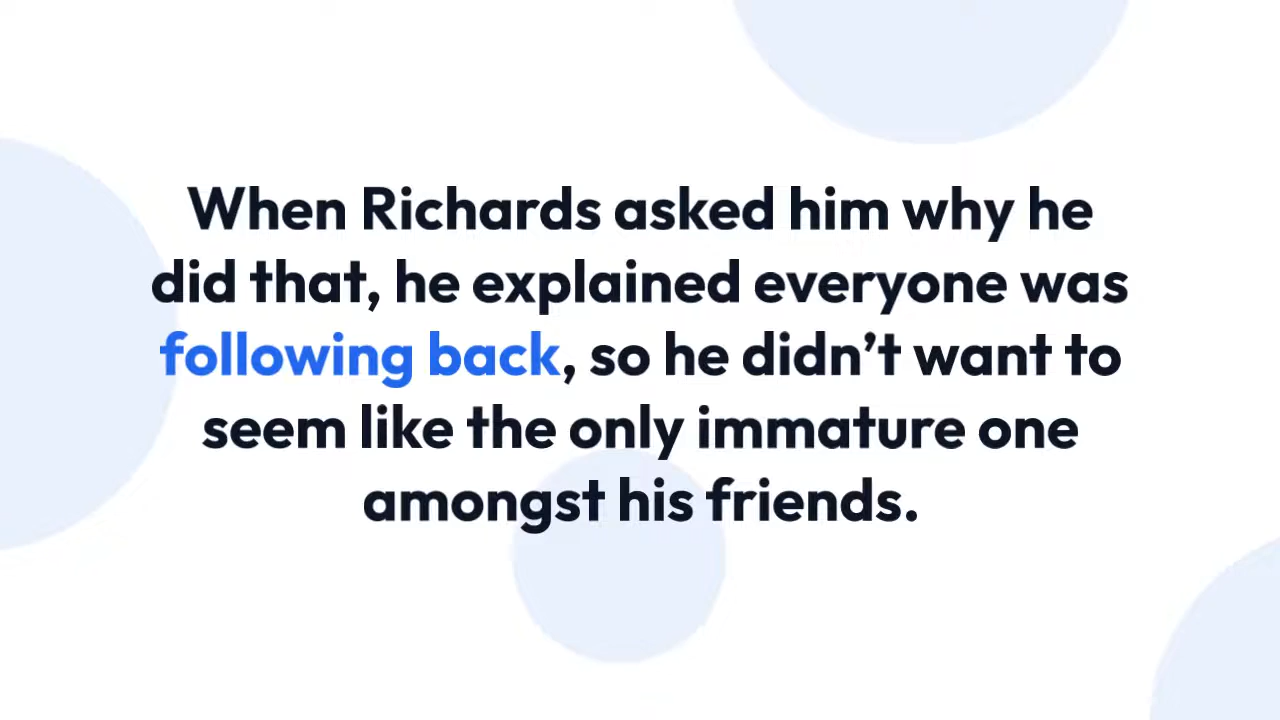 When Richards asked him why he
did that, he explained everyone was
following back, so he didn’t want to
seem like the only immature one
amongst his friends.